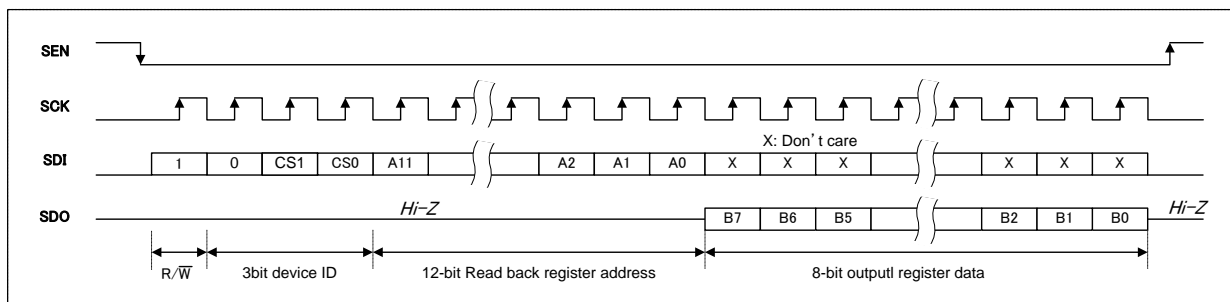 SEN
SCK
X: Don't care
SDI 1 0 CS1 CS0 A11 A2 A1 A0 X X X X X X
SDO Hi-Z B7 B6 B5 B2 B1 B0 Hi-Z
R/W̅ 3bit device ID 12-bit Read back register address 8-bit outputl register data